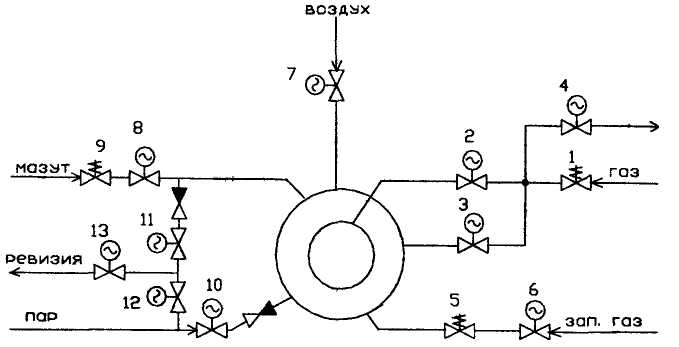 воздух
7
4
8
2
9
1
мазут
газ
11
3
13
ревизия
10
12
5
6
пар
зап. газ